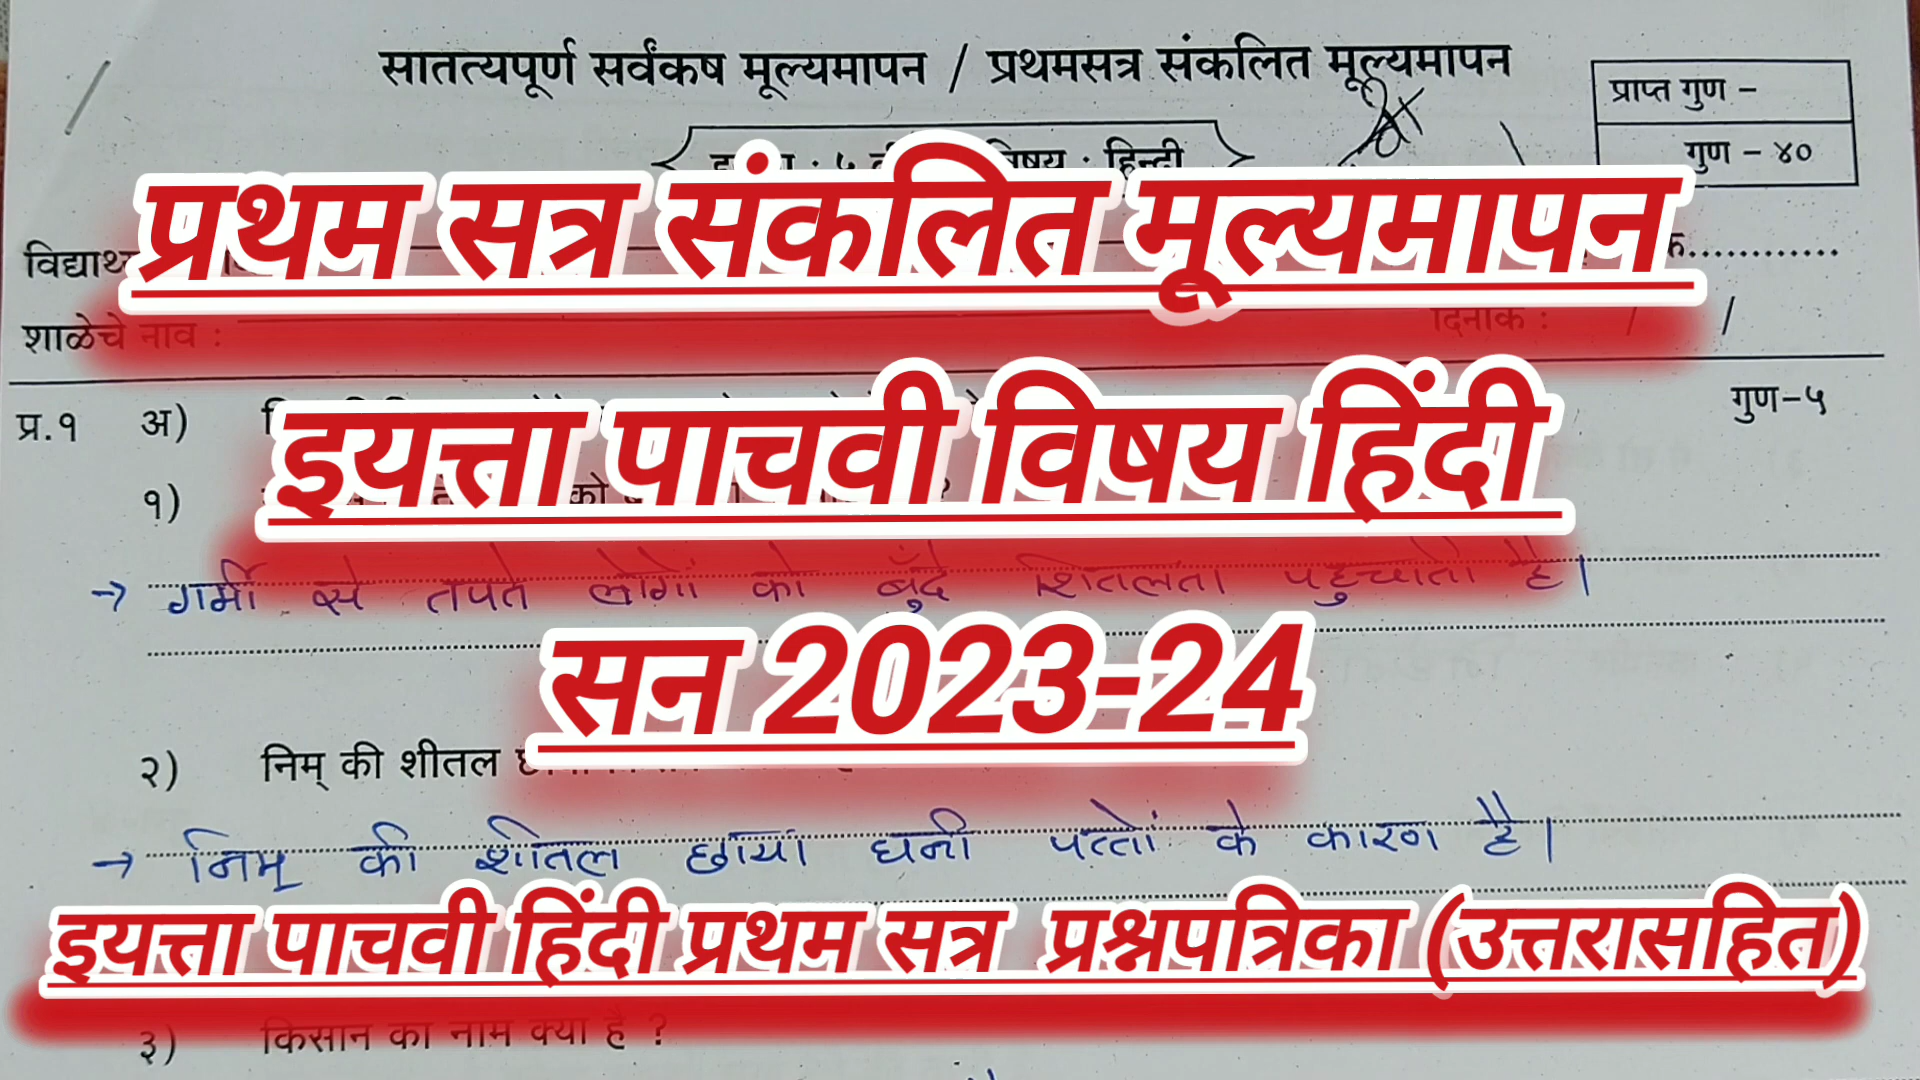 सातत्यपूर्ण सर्वंकष मूल्यमापन / प्रथमसत्र संकलित मूल्यमापन
प्राप्त गुण -
गुण - ४०
: ५ : हिन्दी
प्रथम सत्र संकलित मूल्यमापन
शाळेचे नाव :
दिनांक : / /
प्र.१ अ) गुण-५
इयत्ता पाचवी विषय हिंदी
१) को ?
→ गर्मी से तपते लोगों को बुँदे शितलता पहुचाती है।
सन 2023-24
२) निम् की शीतल
→ निम् की शीतल छाया घनी पत्तों के कारण है।
इयत्ता पाचवी हिंदी प्रथम सत्र प्रश्नपत्रिका (उत्तरासहित)
३) किसान का नाम क्या है ?